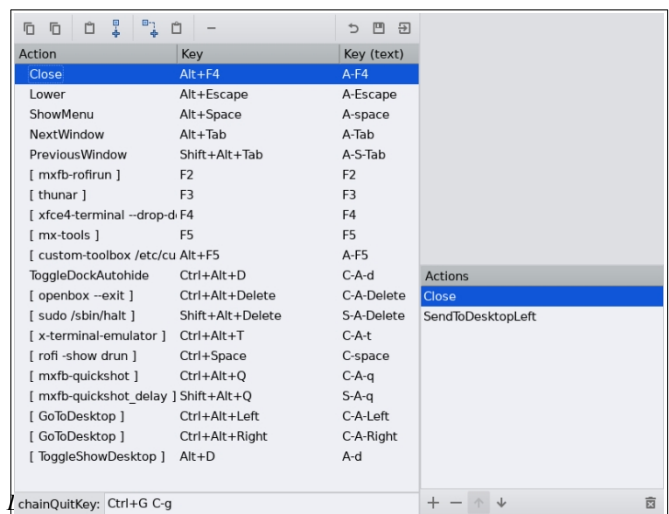 Action Key Key (text)
Close Alt+F4 A-F4
Lower Alt+Escape A-Escape
ShowMenu Alt+Space A-space
NextWindow Alt+Tab A-Tab
PreviousWindow Shift+Alt+Tab A-S-Tab
[ mxfb-rofirun ] F2 F2
[ thunar ] F3 F3
[ xfce4-terminal --drop-d F4 F4
[ mx-tools ] F5 F5
[ custom-toolbox /etc/cu Alt+F5 A-F5
ToggleDockAutohide Ctrl+Alt+D C-A-d
[ openbox --exit ] Ctrl+Alt+Delete C-A-Delete
[ sudo /sbin/halt ] Shift+Alt+Delete S-A-Delete
[ x-terminal-emulator ] Ctrl+Alt+T C-A-t
[ rofi -show drun ] Ctrl+Space C-space
[ mxfb-quickshot ] Ctrl+Alt+Q C-A-q
[ mxfb-quickshot_delay ] Shift+Alt+Q S-A-q
[ GoToDesktop ] Ctrl+Alt+Left C-A-Left
[ GoToDesktop ] Ctrl+Alt+Right C-A-Right
[ ToggleShowDesktop ] Alt+D A-d
chainQuitKey: Ctrl+G C-g
Actions
Close
SendToDesktopLeft